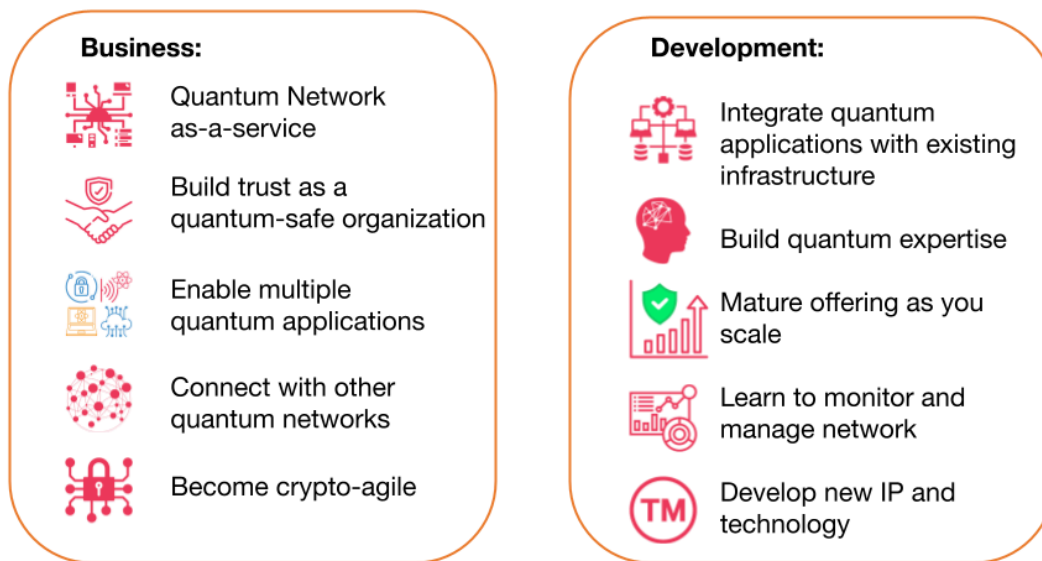 Business:
Quantum Network
as-a-service
Build trust as a
quantum-safe organization
Enable multiple
quantum applications
Connect with other
quantum networks
Become crypto-agile
Development:
Integrate quantum
applications with existing
infrastructure
Build quantum expertise
Mature offering as you
scale
Learn to monitor and
manage network
TM
Develop new IP and
technology